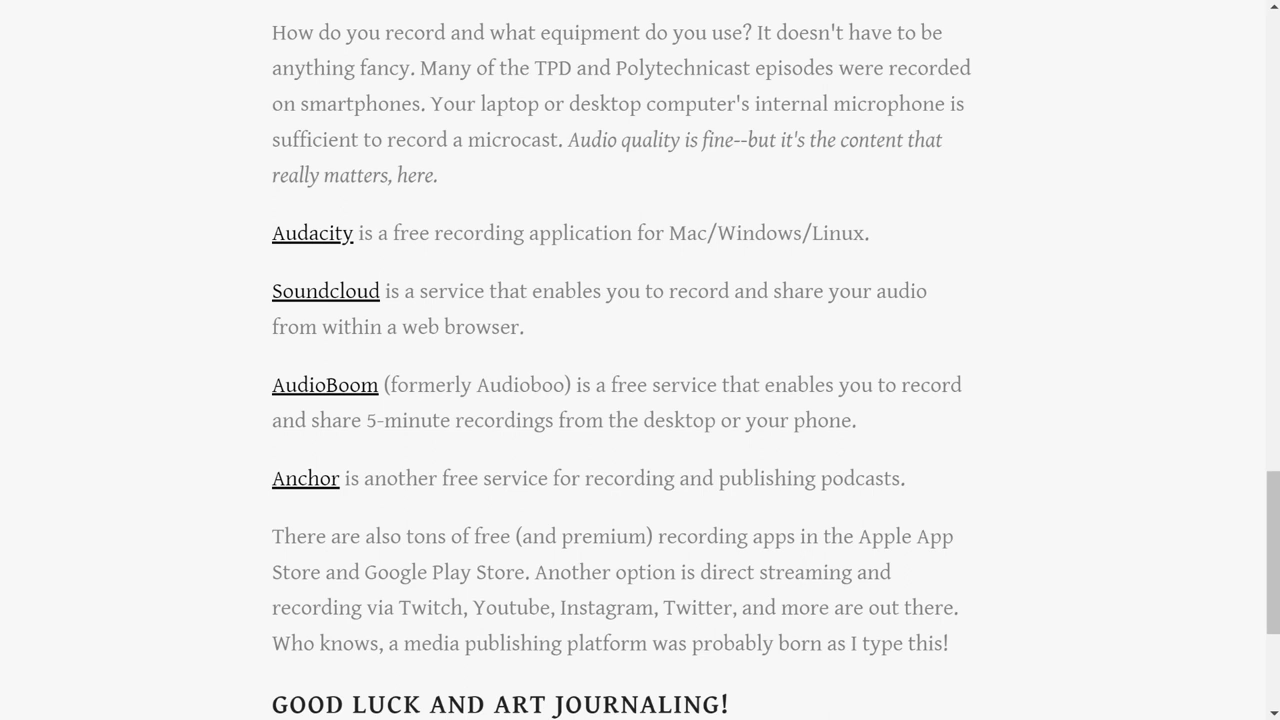 How do you record and what equipment do you use? It doesn't have to be
anything fancy. Many of the TPD and Polytechnicast episodes were recorded
on smartphones. Your laptop or desktop computer's internal microphone is
sufficient to record a microcast. Audio quality is fine--but it's the content that
really matters, here.
Audacity is a free recording application for Mac/Windows/Linux.
Soundcloud is a service that enables you to record and share your audio
from within a web browser.
AudioBoom (formerly Audioboo) is a free service that enables you to record
and share 5-minute recordings from the desktop or your phone.
Anchor is another free service for recording and publishing podcasts.
There are also tons of free (and premium) recording apps in the Apple App
Store and Google Play Store. Another option is direct streaming and
recording via Twitch, Youtube, Instagram, Twitter, and more are out there.
Who knows, a media publishing platform was probably born as I type this!
GOOD LUCK AND ART JOURNALING!